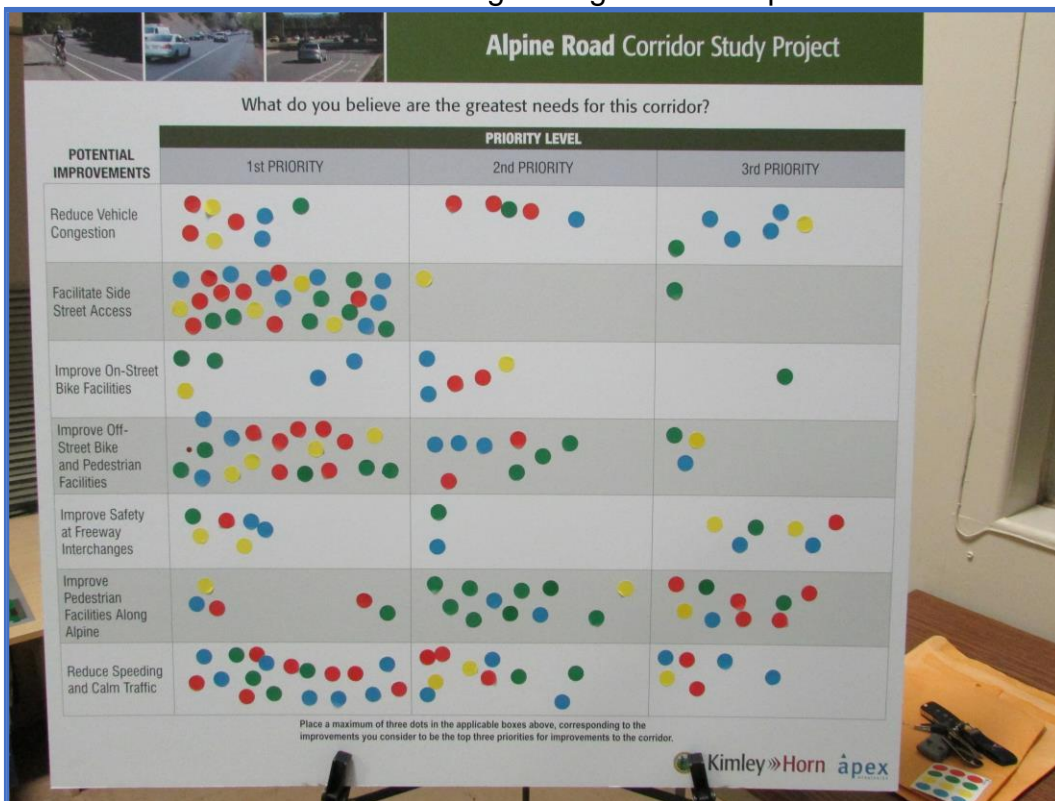 Alpine Road Corridor Study Project
What do you believe are the greatest needs for this corridor?
PRIORITY LEVEL
POTENTIAL
IMPROVEMENTS
1st PRIORITY
2nd PRIORITY
3rd PRIORITY
Reduce Vehicle
Congestion
Facilitate Side
Street Access
Improve On-Street
Bike Facilities
Improve Off-
Street Bike
and Pedestrian
Facilities
Improve Safety
at Freeway
Interchanges
Improve
Pedestrian
Facilities Along
Alpine
Reduce Speeding
and Calm Traffic
Place a maximum of three dots in the applicable boxes above, corresponding to the
improvements you consider to be the top three priorities for improvements to the corridor.
Kimley»Horn
apex